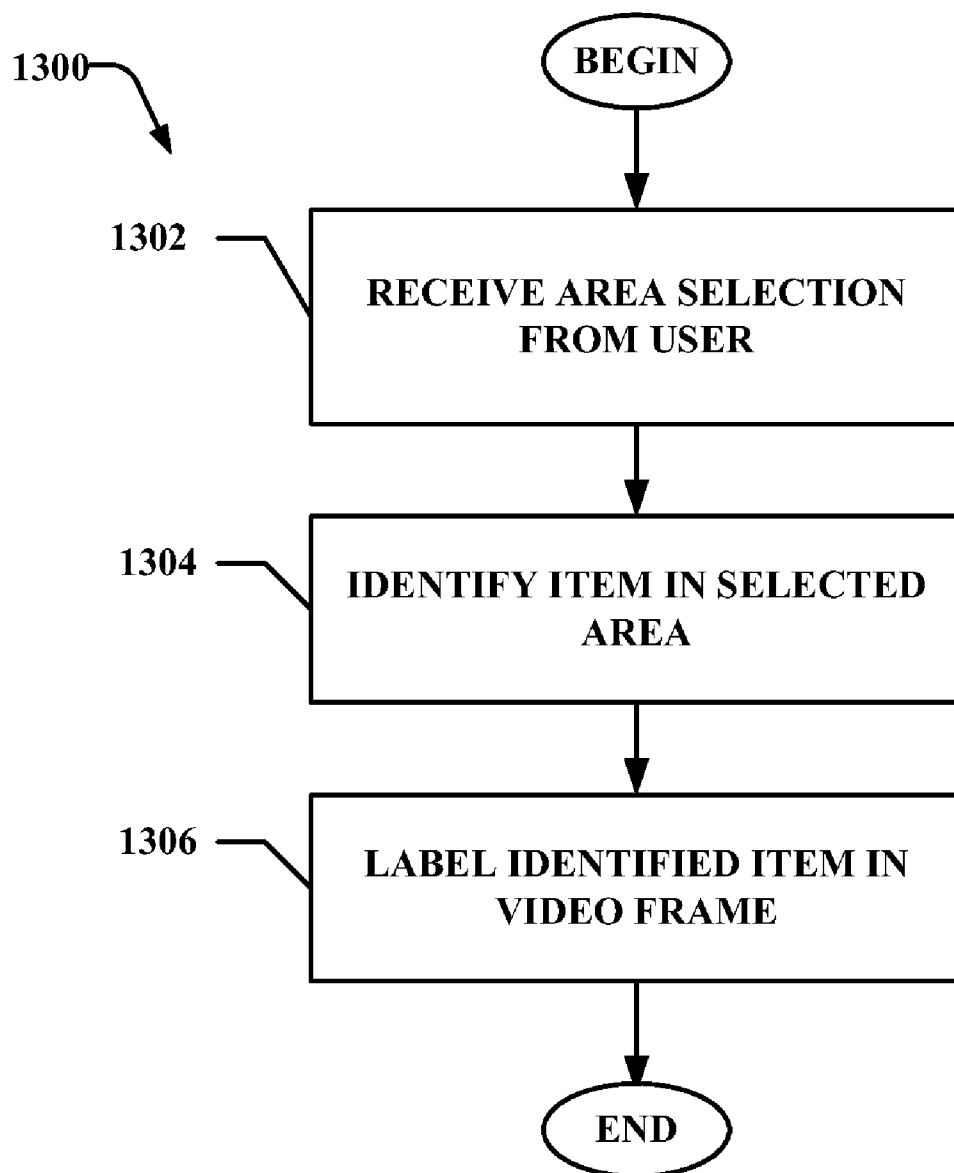 1300
BEGIN
1302
RECEIVE AREA SELECTION
FROM USER
1304
IDENTIFY ITEM IN SELECTED
AREA
1306
LABEL IDENTIFIED ITEM IN
VIDEO FRAME
END